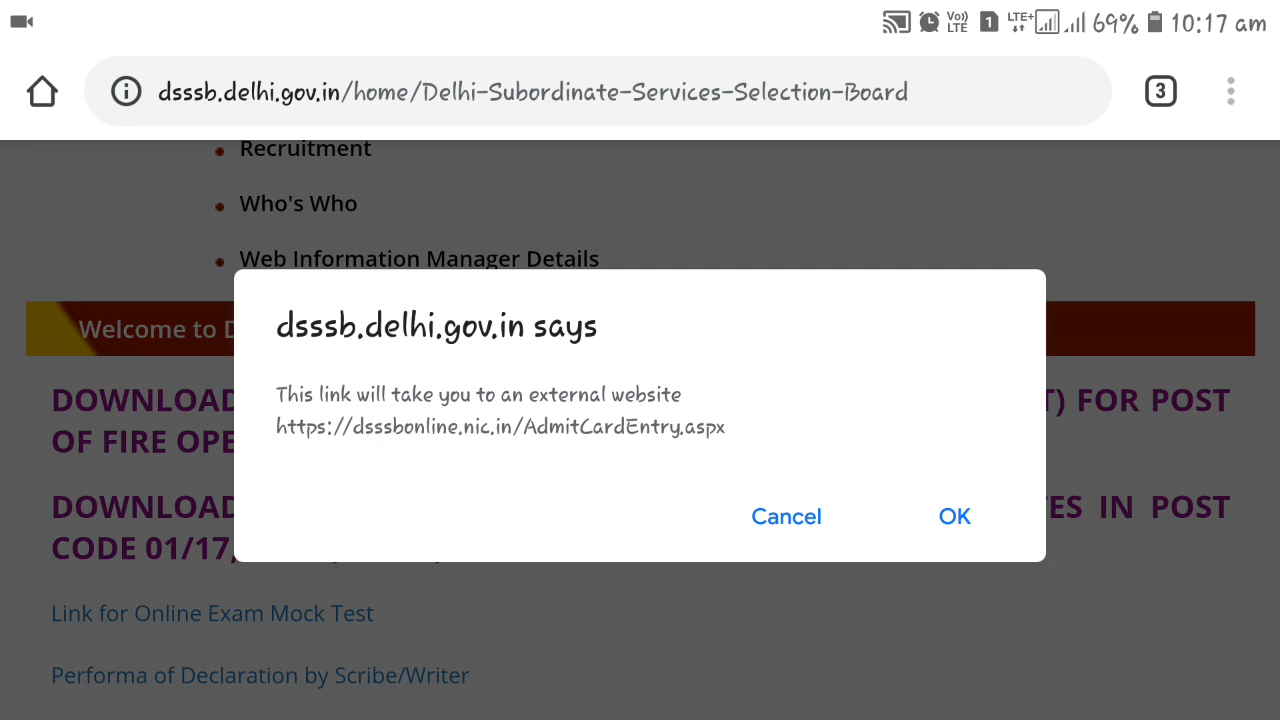 Vo)) LTE 1 LTE+ 69% 10:17 am
dsssb.delhi.gov.in/home/Delhi-Subordinate-Services-Selection-Board 3
Recruitment
Who's Who
Web Information Manager Details
Welcome to D
dsssb.delhi.gov.in says
This link will take you to an external website
https://dsssbonline.nic.in/AdmitCardEntry.aspx
Cancel OK
DOWNLOAD T) FOR POST
OF FIRE OPE
DOWNLOAD TES IN POST
CODE 01/17,
Link for Online Exam Mock Test
Performa of Declaration by Scribe/Writer